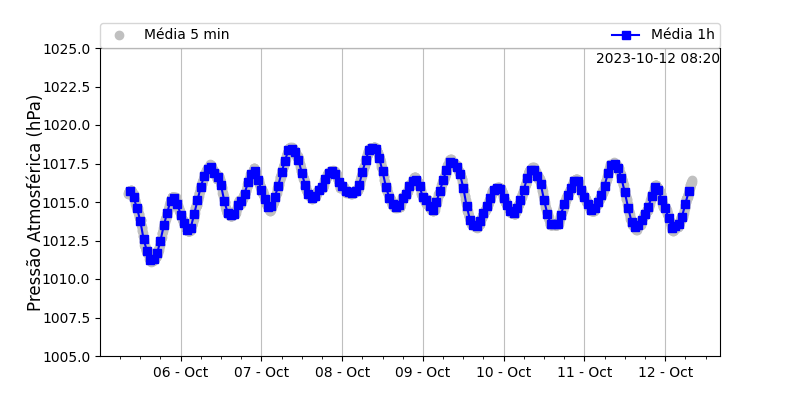 Média 5 min
Média 1h
2023-10-12 08:20
Pressão Atmosférica (hPa)
1025.0
1022.5
1020.0
1017.5
1015.0
1012.5
1010.0
1007.5
1005.0
06 - Oct
07 - Oct
08 - Oct
09 - Oct
10 - Oct
11 - Oct
12 - Oct